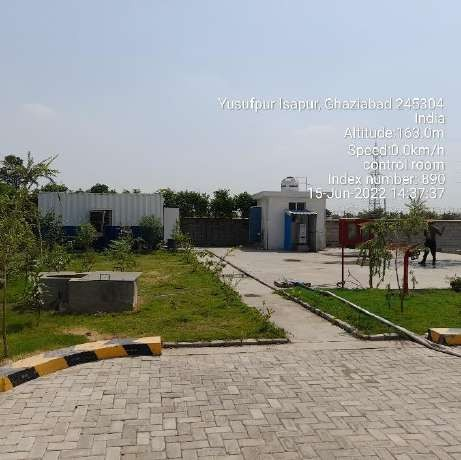 Yusufpur Isapur, Ghaziabad 245304
India
Altitude:163.0m
Speed:0.0km/h
control room
Index number: 890
15-Jun-2022 14:37:37